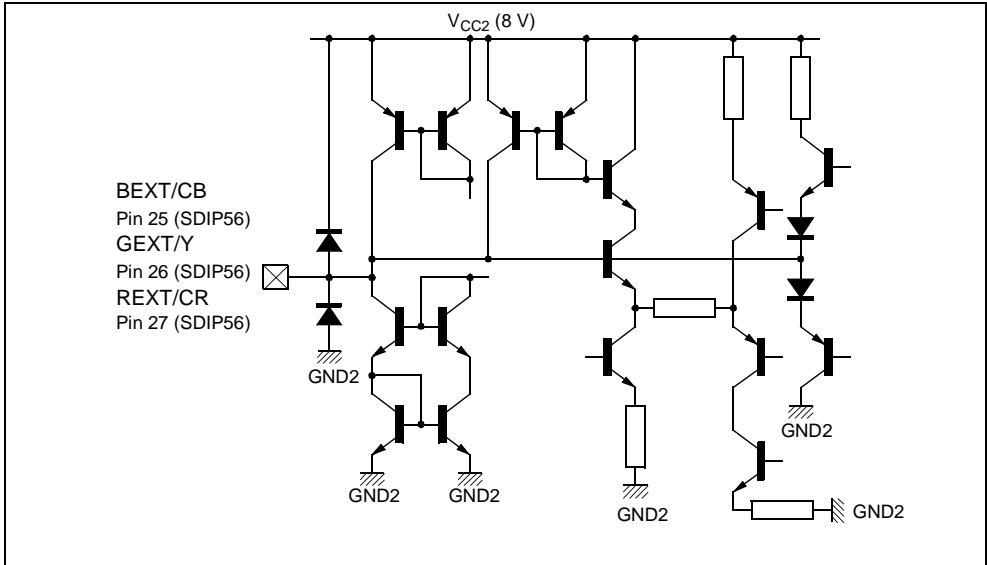 VCC2 (8 V)
BEXT/CB
Pin 25 (SDIP56)
GEXT/Y
Pin 26 (SDIP56)
REXT/CR
Pin 27 (SDIP56)
GND2
GND2
GND2
GND2
GND2
GND2